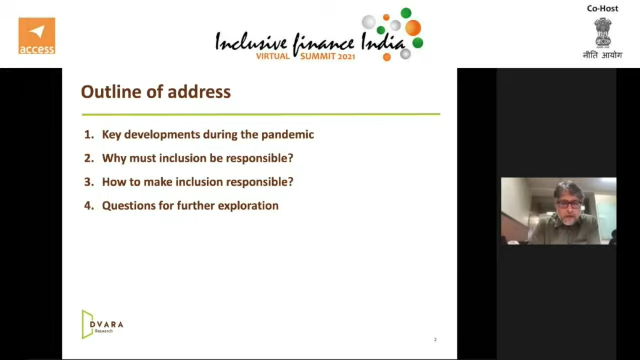 access
Inclusive finance India
VIRTUAL SUMMIT 2021
Co-Host
नीति आयोग
Outline of address
1. Key developments during the pandemic
2. Why must inclusion be responsible?
3. How to make inclusion responsible?
4. Questions for further exploration
DVARA
Research
2